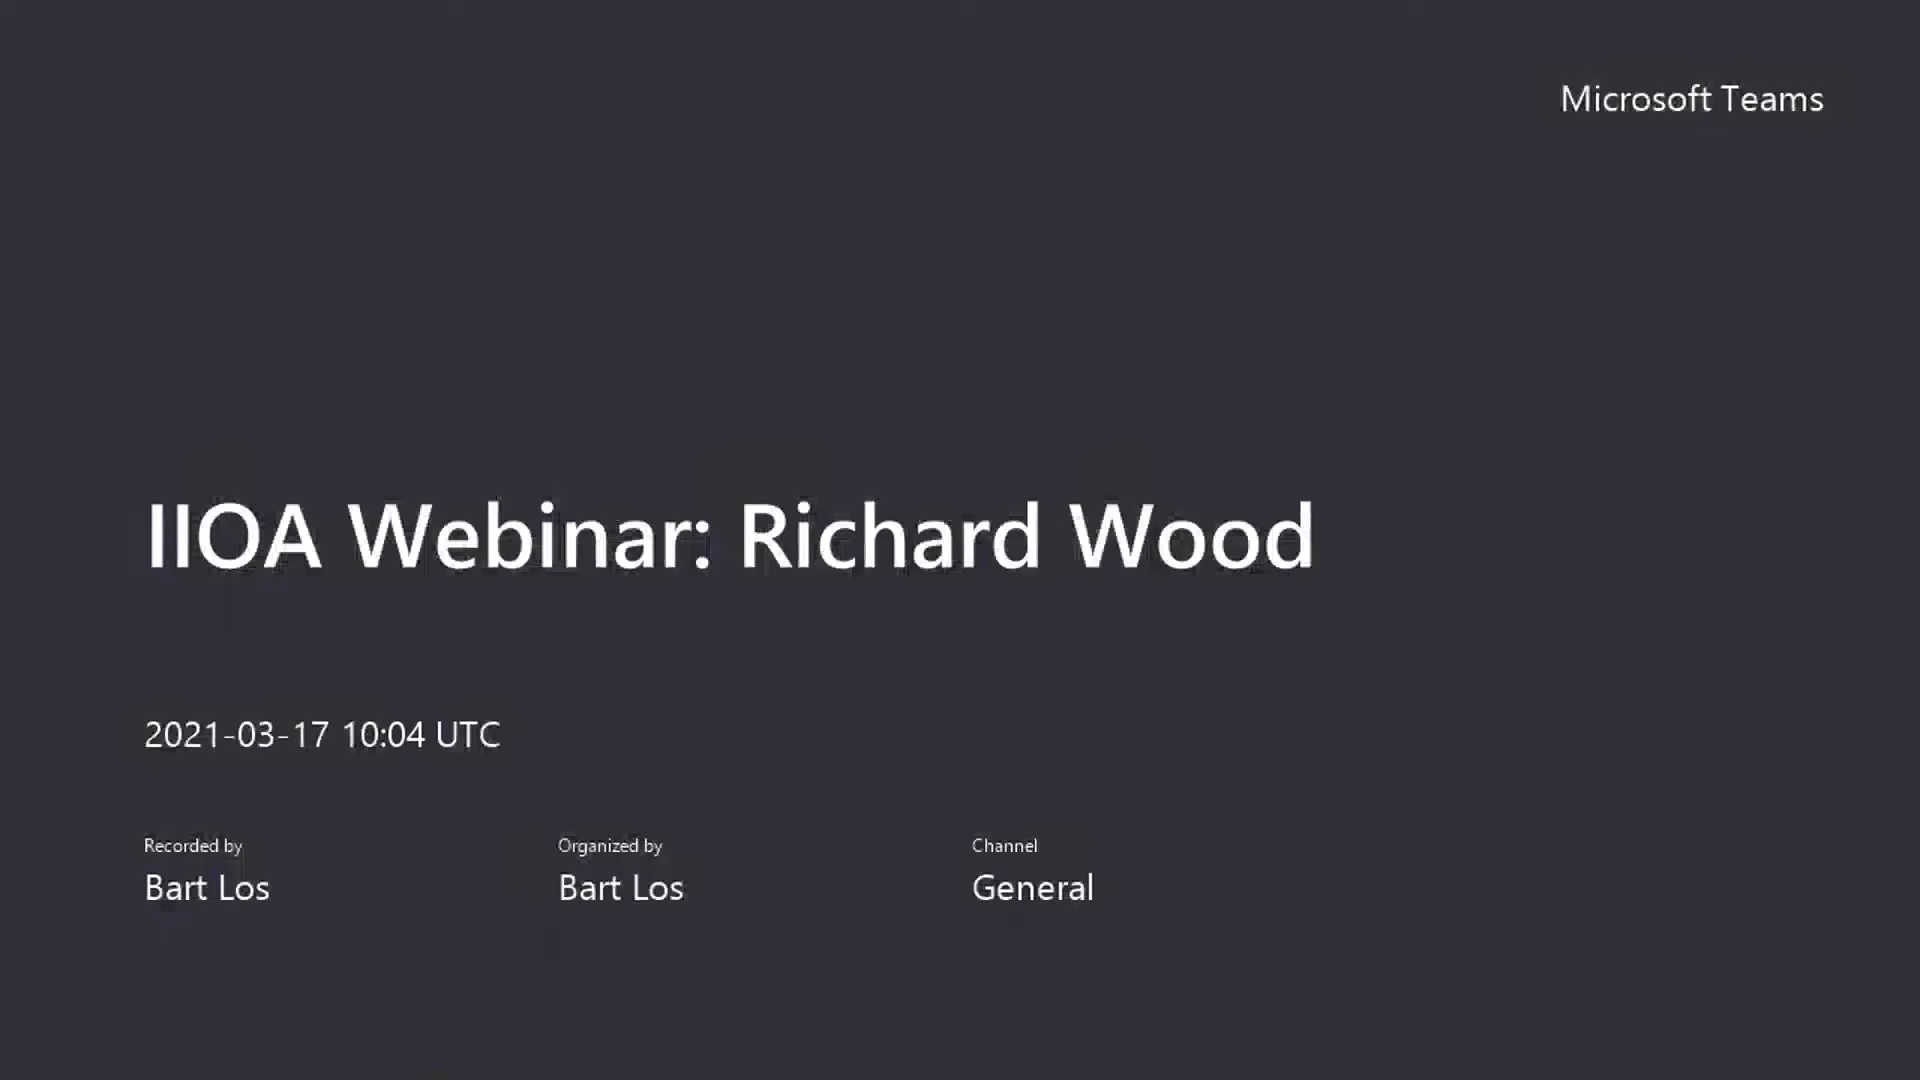 Microsoft Teams
IIOA Webinar: Richard Wood
2021-03-17 10:04 UTC
Recorded by
Bart Los
Organized by
Bart Los
Channel
General